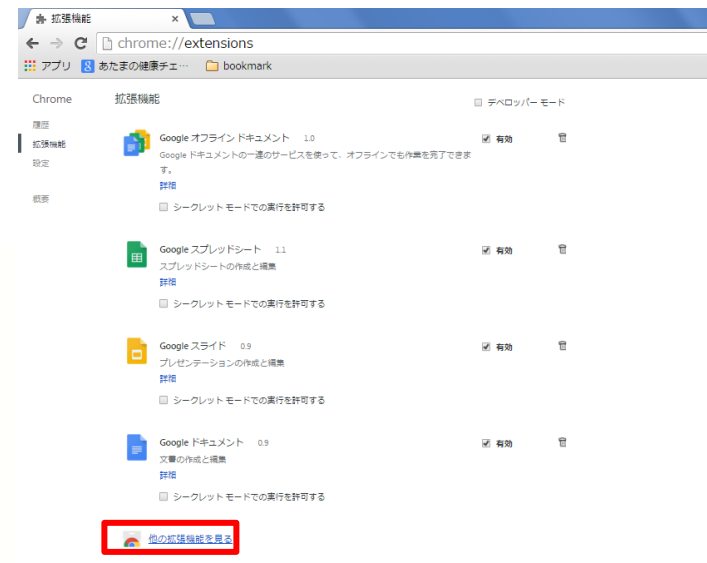 拡張機能 ×
chrome://extensions
アプリ 8 あたまの健康チェ… bookmark
Chrome
拡張機能
デベロッパー モード
履歴
拡張機能
設定
概要
Google オフライン ドキュメント 1.0
有効
Google ドキュメントの一連のサービスを使って、オフラインでも作業を完了できま
す。
詳細
シークレット モードでの実行を許可する
Google スプレッドシート 1.1
有効
スプレッドシートの作成と編集
詳細
シークレット モードでの実行を許可する
Google スライド 0.9
有効
プレゼンテーションの作成と編集
詳細
シークレット モードでの実行を許可する
Google ドキュメント 0.9
有効
文書の作成と編集
詳細
シークレット モードでの実行を許可する
他の拡張機能を見る